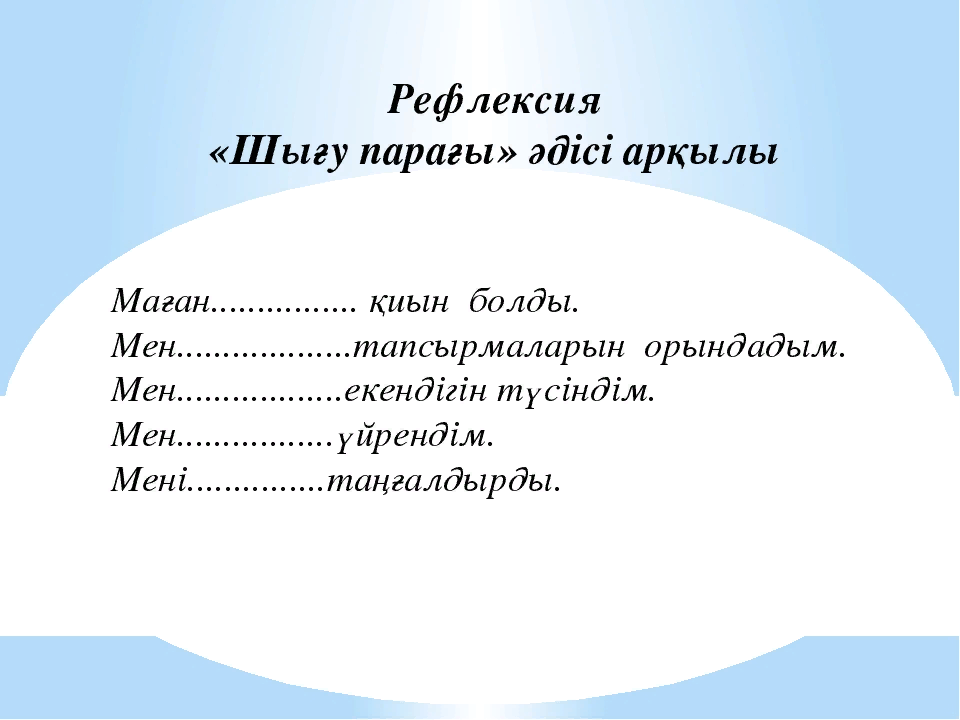 Рефлексия
«Шығу парағы» әдісі арқылы
Маған................ қиын болды.
Мен...................тапсырмаларын орындадым.
Мен..................екендігін түсіндім.
Мен.................үйрендім.
Мені...............таңғалдырды.